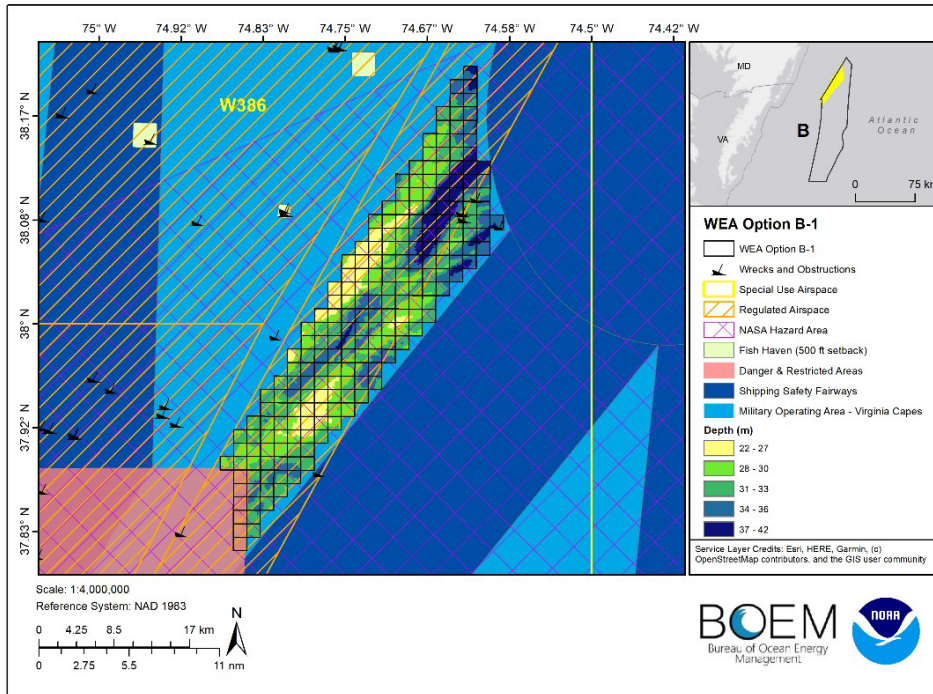 75° W 74.92° W 74.83° W 74.75° W 74.67° W 74.58° W 74.5° W 74.42° W
38.17° N
38.08° N
38° N
37.92° N
37.83° N
W386
MD
VA
B
Atlantic
Ocean
0 75 km
WEA Option B-1
WEA Option B-1
Wrecks and Obstructions
Special Use Airspace
Regulated Airspace
NASA Hazard Area
Fish Haven (500 ft setback)
Danger & Restricted Areas
Shipping Safety Fairways
Military Operating Area - Virginia Capes
Depth (m)
22 - 27
28 - 30
31 - 33
34 - 36
37 - 42
Service Layer Credits: Esri, HERE, Garmin, (c)
OpenStreetMap contributors, and the GIS user community
Scale: 1:4,000,000
Reference System: NAD 1983
0 4.25 8.5 17 km
0 2.75 5.5 11 nm
N
BOEM
Bureau of Ocean Energy
Management
NOAA